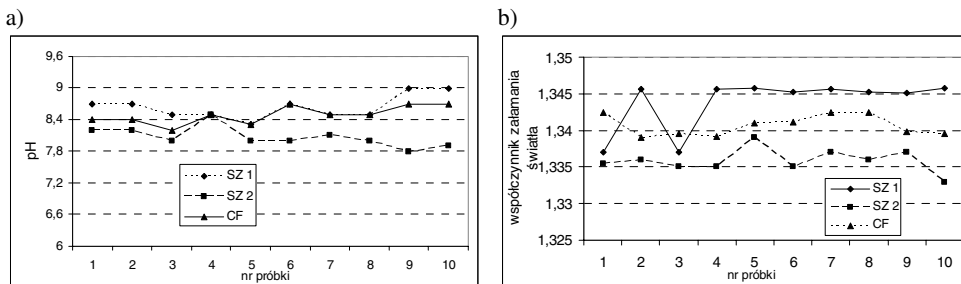 a)
9,6
9
8,4
7,8
7,2
6,6
6
pH
SZ 1
SZ 2
CF
1 2 3 4 5 6 7 8 9 10
nr próbki
b)
1,35
1,345
1,34
1,335
1,33
1,325
współczynnik załamania
światła
SZ 1
SZ 2
CF
1 2 3 4 5 6 7 8 9 10
nr próbki